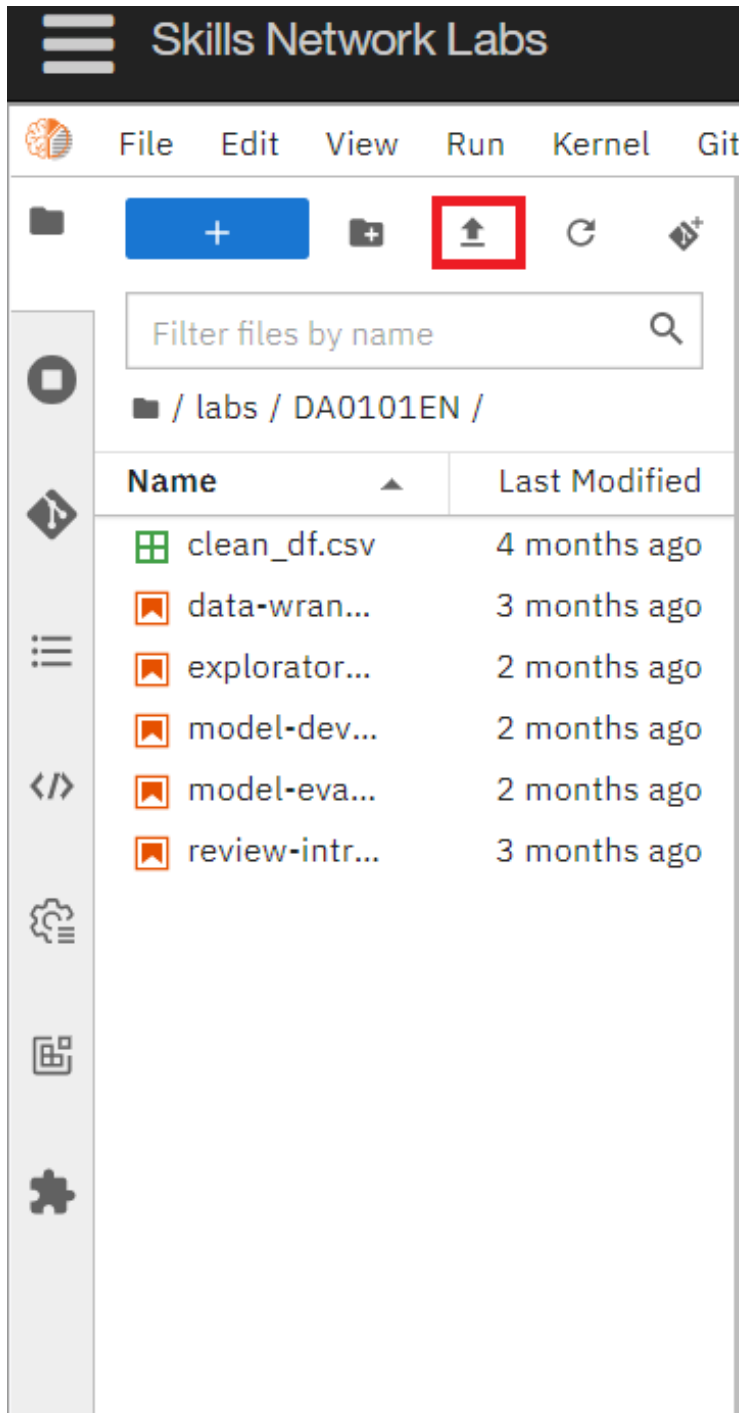 Skills Network Labs
File Edit View Run Kernel Git
Filter files by name
/ labs / DA0101EN /
Name Last Modified
clean_df.csv 4 months ago
data-wran... 3 months ago
explorator... 2 months ago
model-dev... 2 months ago
model-eva... 2 months ago
review-intr... 3 months ago